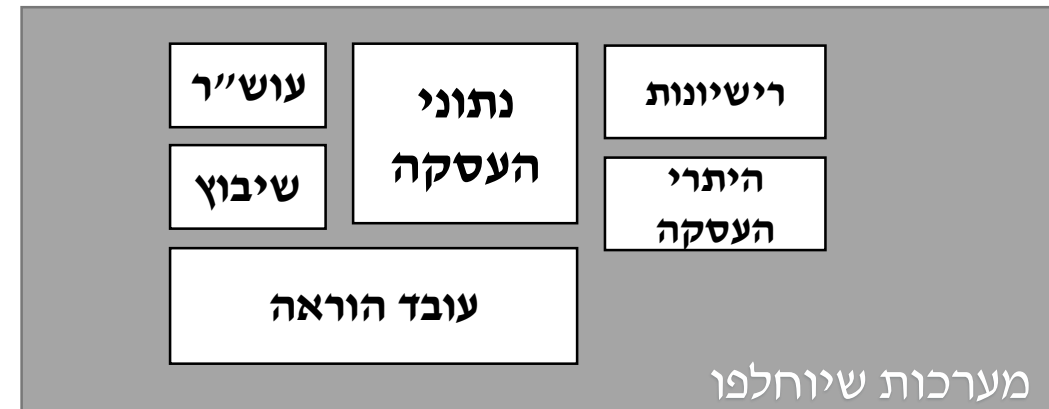 רישיונות
היתרי
העסקה
נתוני
העסקה
עוש״ר
שיבוץ
עובד הוראה
מערכות שיוחלפו